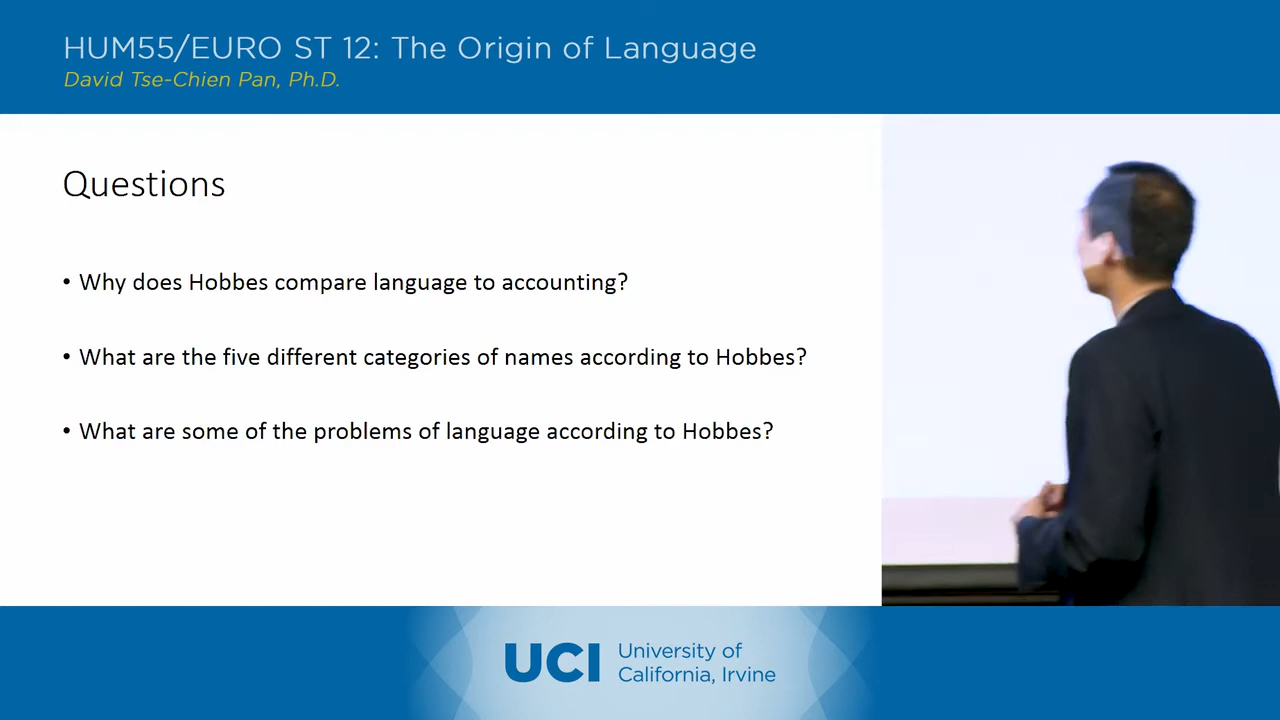 HUM55/EURO ST 12: The Origin of Language
David Tse-Chien Pan, Ph.D.
Questions
• Why does Hobbes compare language to accounting?
• What are the five different categories of names according to Hobbes?
• What are some of the problems of language according to Hobbes?
UCI University of
California, Irvine